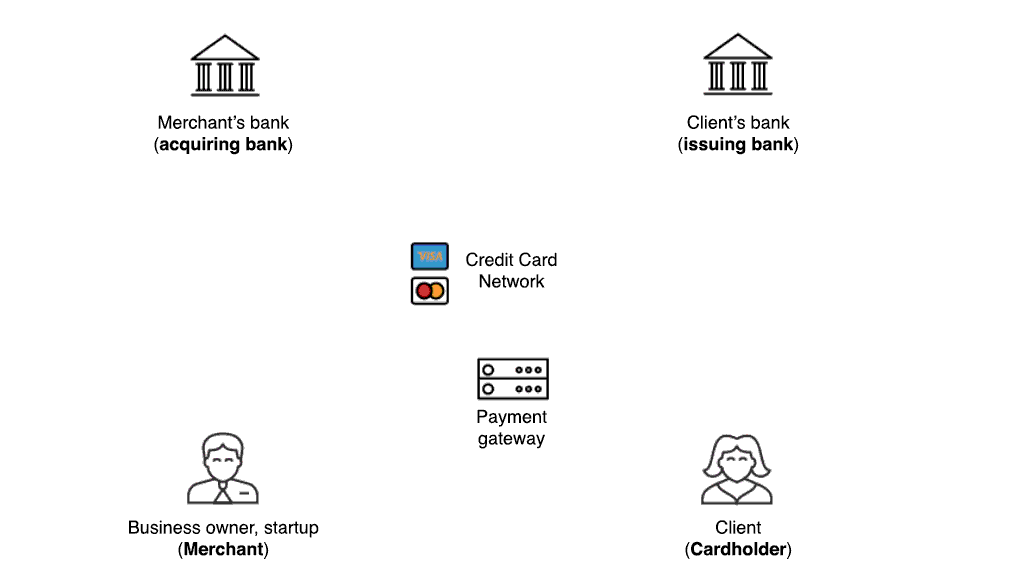 Merchant’s bank
(acquiring bank)
Client’s bank
(issuing bank)
VISA
Credit Card
Network
Payment
gateway
Business owner, startup
(Merchant)
Client
(Cardholder)